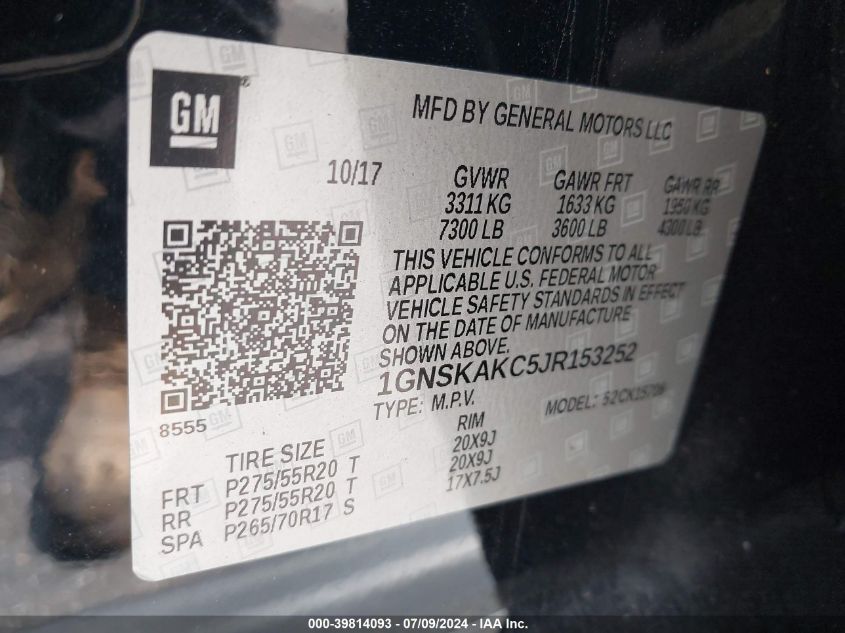 GM
MFD BY GENERAL MOTORS LLC
10/17
GVWR GAWR FRT GAWR RR
3311 KG 1633 KG 1950 KG
7300 LB 3600 LB 4300 LB
THIS VEHICLE CONFORMS TO ALL
APPLICABLE U.S. FEDERAL MOTOR
VEHICLE SAFETY STANDARDS IN EFFECT
ON THE DATE OF MANUFACTURE
SHOWN ABOVE.
1GNSKAKC5JR153252
TYPE: M.P.V. MODEL:
8555
TIRE SIZE RIM
FRT P275/55R20 T 20X9J
RR P275/55R20 T 20X9J
SPA P265/70R17 S 17X7.5J
000-39814093 - 07/09/2024 - IAA Inc.